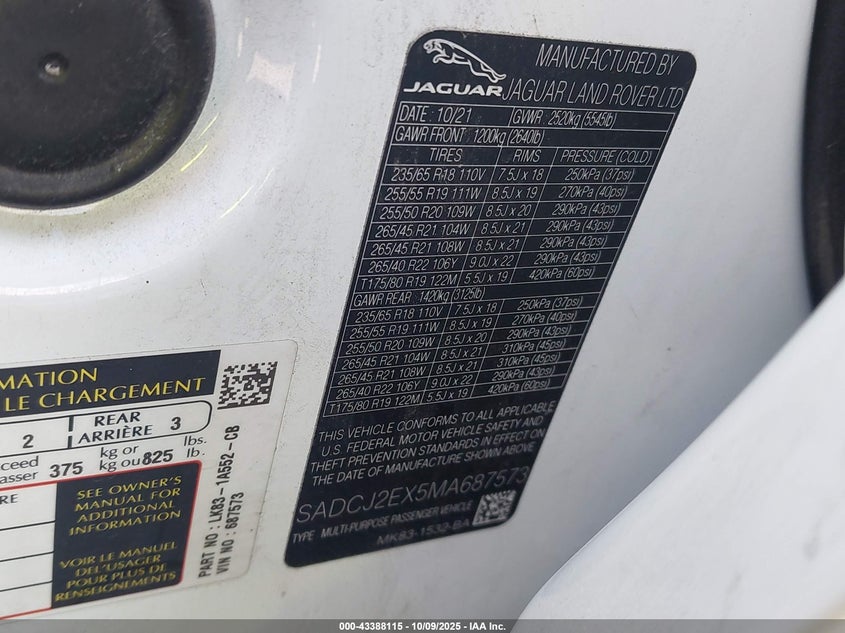 JAGUAR
MANUFACTURED BY
JAGUAR LAND ROVER LTD
DATE: 10/21 GVWR 2520kg (5545lb)
GAWR FRONT 1200kg (2640lb)
TIRES RIMS PRESSURE (COLD)
235/65 R18 110V 7.5J x 18 250kPa (37psi)
255/55 R19 111W 8.5J x 19 270kPa (40psi)
255/50 R20 109W 8.5J x 20 290kPa (43psi)
265/45 R21 104W 8.5J x 21 290kPa (43psi)
265/45 R21 108W 8.5J x 21 290kPa (43psi)
265/40 R22 106Y 9.0J x 22 290kPa (43psi)
T175/80 R19 122M 5.5J x 19 420kPa (60psi)
GAWR REAR 1420kg (3125lb)
235/65 R18 110V 7.5J x 18 250kPa (37psi)
255/55 R19 111W 8.5J x 19 270kPa (40psi)
255/50 R20 109W 8.5J x 20 290kPa (43psi)
265/45 R21 104W 8.5J x 21 310kPa (45psi)
265/45 R21 108W 8.5J x 21 310kPa (45psi)
265/40 R22 106Y 9.0J x 22 290kPa (43psi)
T175/80 R19 122M 5.5J x 19 420kPa (60psi)
THIS VEHICLE CONFORMS TO ALL APPLICABLE
U.S. FEDERAL MOTOR VEHICLE SAFETY AND
THEFT PREVENTION STANDARDS IN EFFECT ON
THE DATE OF MANUFACTURE SHOWN ABOVE
SADCJ2EX5MA687573
TYPE MULTI-PURPOSE PASSENGER VEHICLE
MK83-1532-BA
RMATION
LE CHARGEMENT
2 REAR ARRIÈRE 3
xceed
asser 375 kg or kg ou 825 lbs. lb.
RE
SEE OWNER'S
MANUAL FOR
ADDITIONAL
INFORMATION
VOIR LE MANUEL
DE L'USAGER
POUR PLUS DE
RENSEIGNEMENTS
PART NO : LK83-1A552-CB
VIN NO : 687573
000-43388115 - 10/09/2025 - IAA Inc.